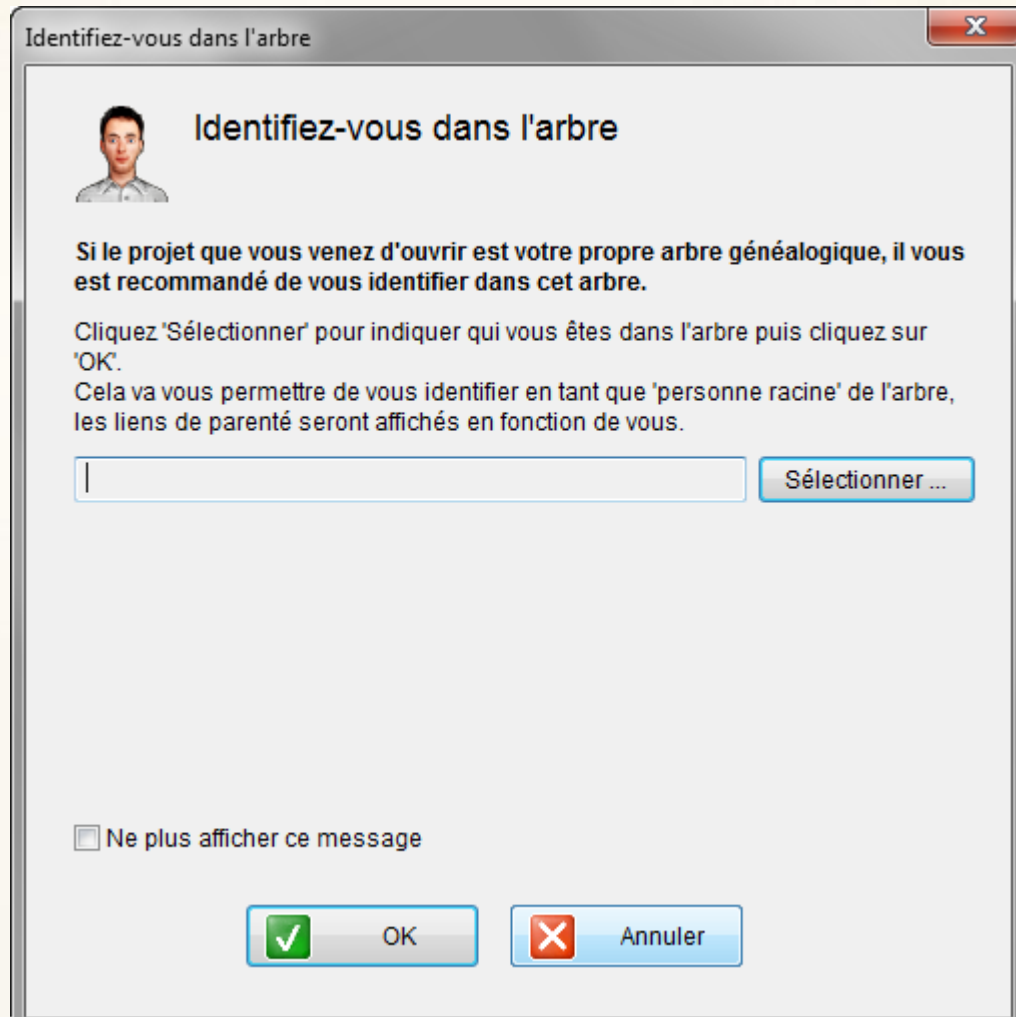 Identifiez-vous dans l'arbre
Identifiez-vous dans l'arbre
Si le projet que vous venez d'ouvrir est votre propre arbre généalogique, il vous
est recommandé de vous identifier dans cet arbre.
Cliquez 'Sélectionner' pour indiquer qui vous êtes dans l'arbre puis cliquez sur
'OK'.
Cela va vous permettre de vous identifier en tant que 'personne racine' de l'arbre,
les liens de parenté seront affichés en fonction de vous.
Sélectionner ...
Ne plus afficher ce message
OK
Annuler